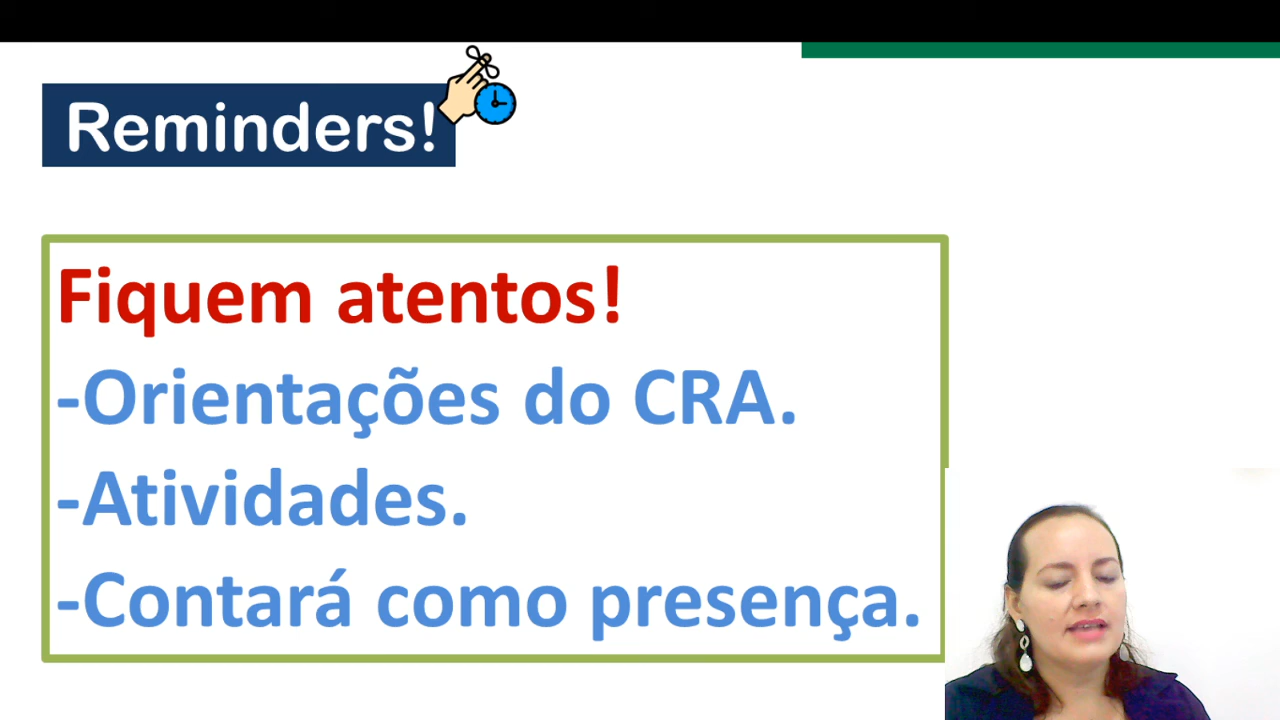 Reminders!
Fiquem atentos!
-Orientações do CRA.
-Atividades.
-Contará como presença.